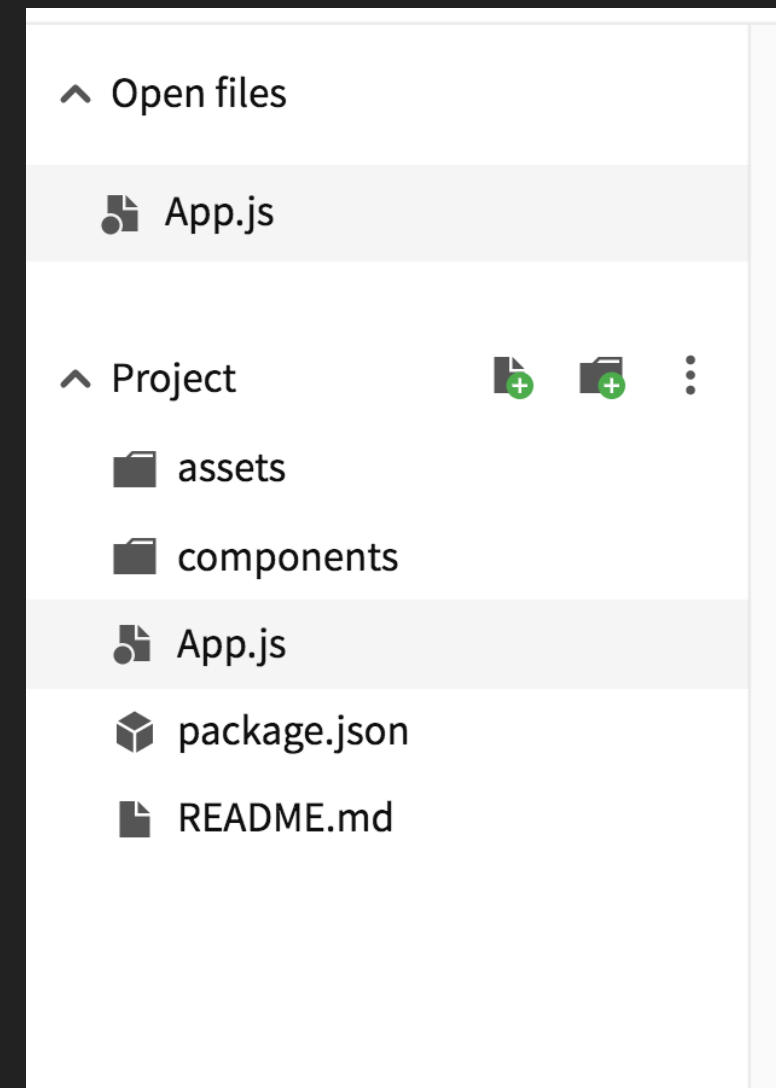 Open files
App.js
Project
assets
components
App.js
package.json
README.md